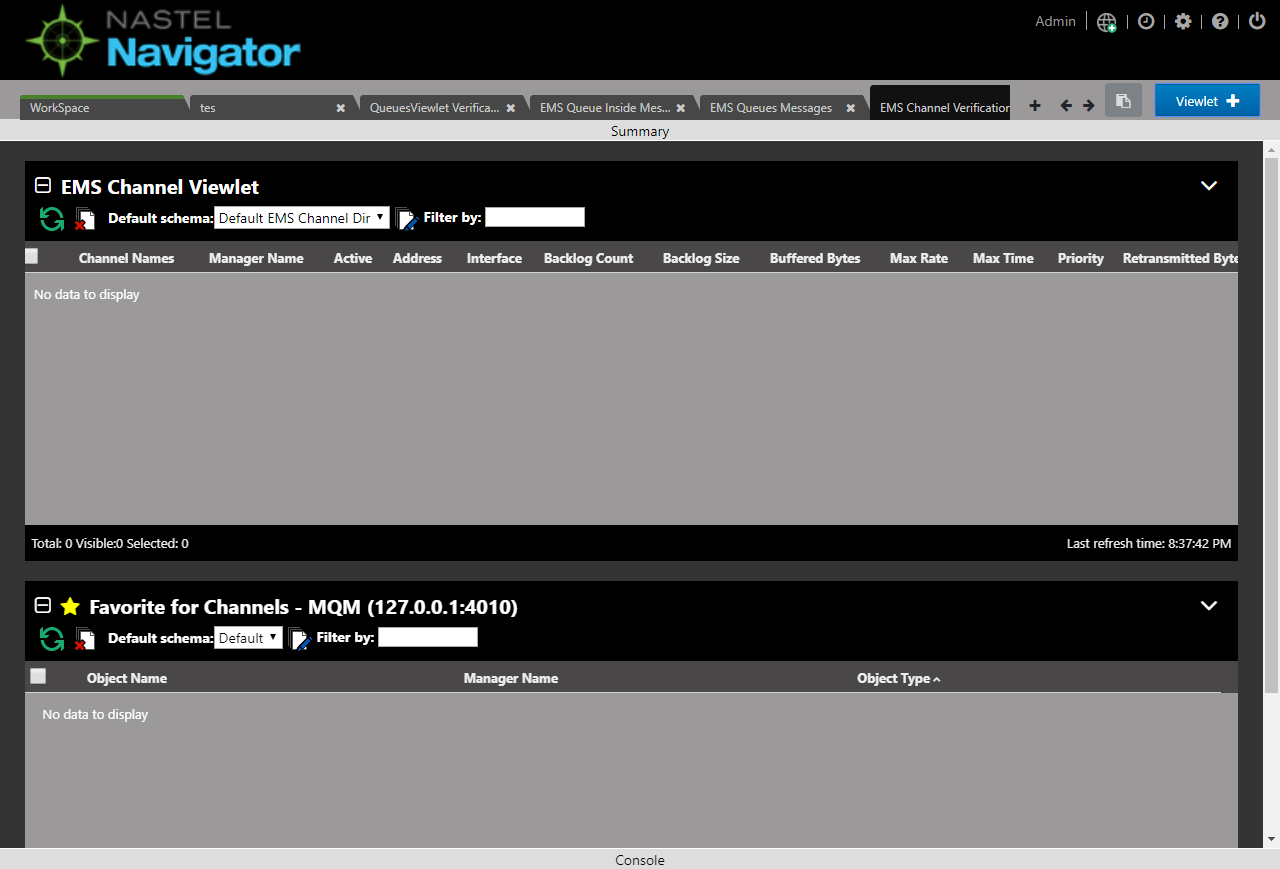 NASTEL
Navigator
Admin
WorkSpace
tes
QueuesViewlet Verifica...
EMS Queue Inside Mes...
EMS Queues Messages
EMS Channel Verification
Viewlet
Summary
EMS Channel Viewlet
Default schema: Default EMS Channel Dir Filter by:
Channel Names Manager Name Active Address Interface Backlog Count Backlog Size Buffered Bytes Max Rate Max Time Priority Retransmitted Byte
No data to display
Total: 0 Visible:0 Selected: 0
Last refresh time: 8:37:42 PM
Favorite for Channels - MQM (127.0.0.1:4010)
Default schema: Default Filter by:
Object Name Manager Name Object Type
No data to display
Console